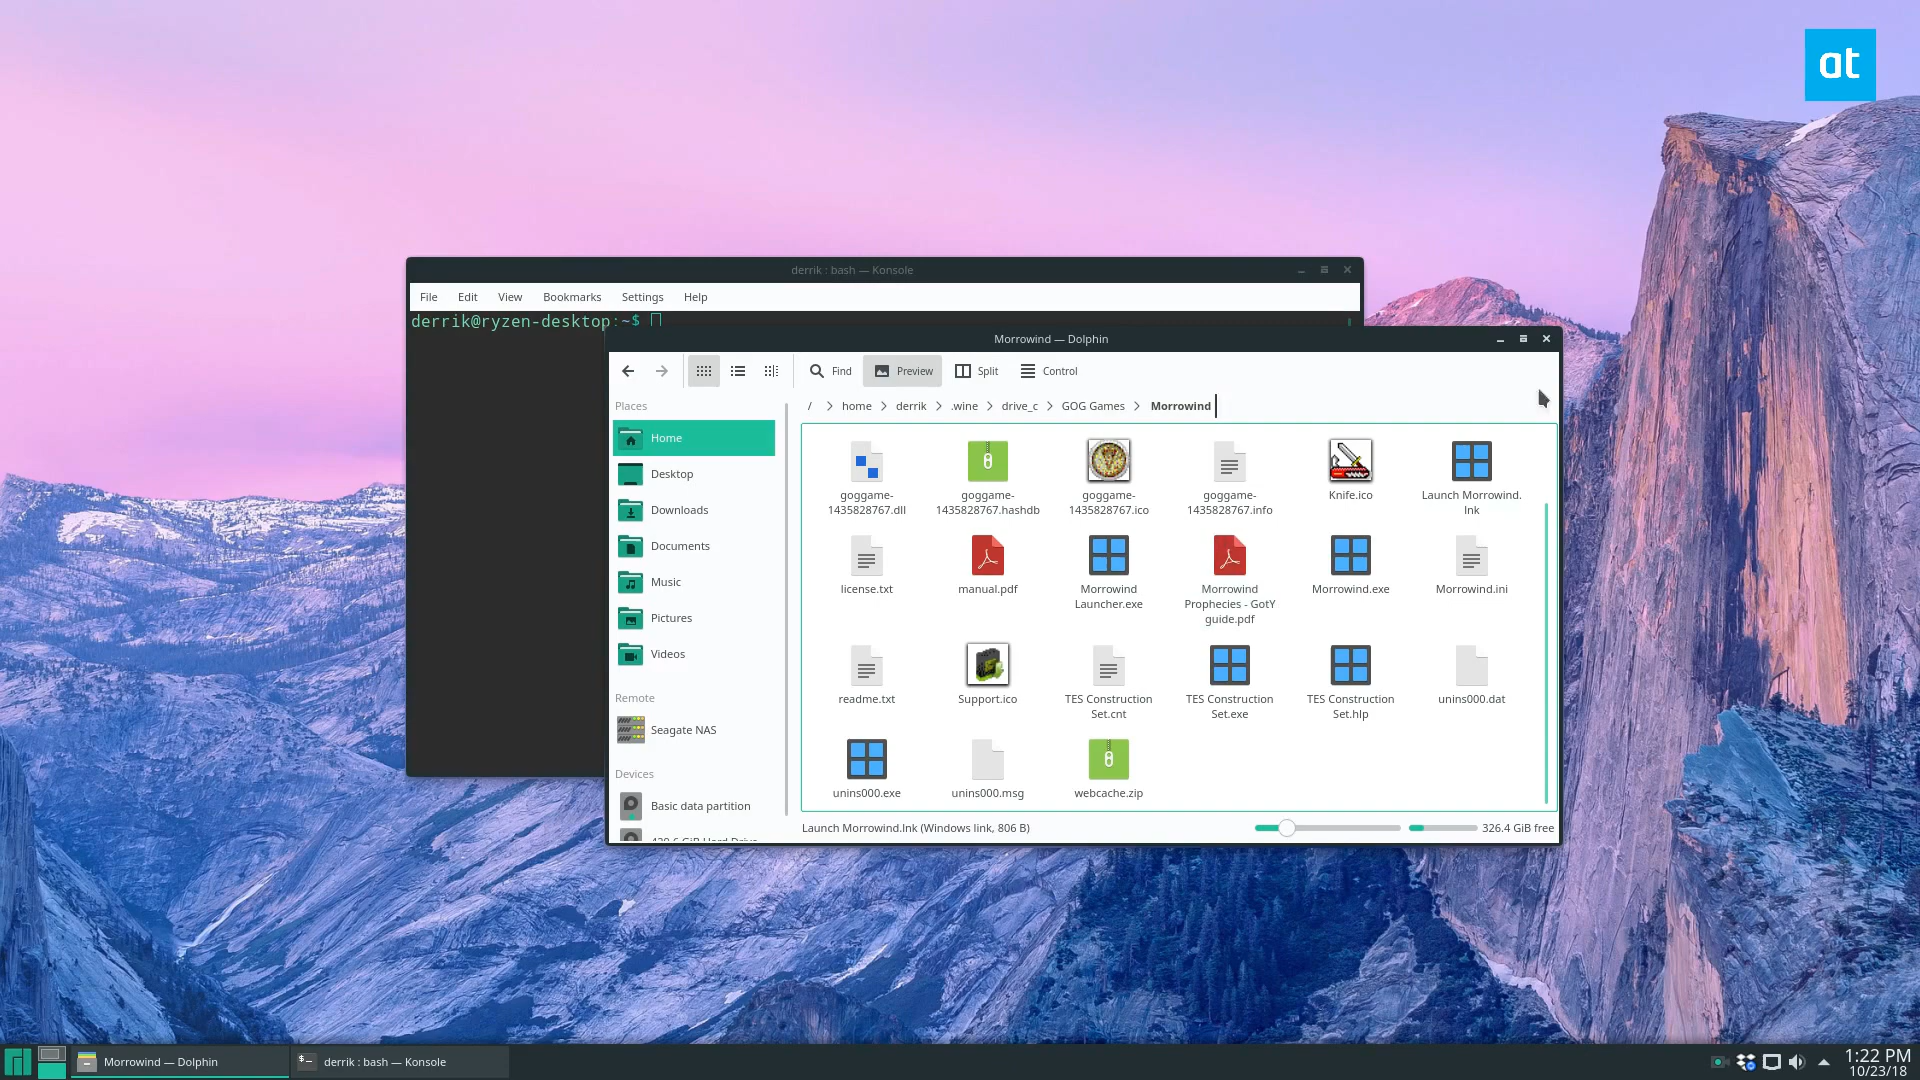 at
derrik : bash — Konsole
File Edit View Bookmarks Settings Help
derrik@ryzen-desktop:~$
Morrowind — Dolphin
Find Preview Split Control
Places
/ > home > derrik > .wine > drive_c > GOG Games > Morrowind
Home
Desktop
Downloads
Documents
Music
Pictures
Videos
Remote
Seagate NAS
Devices
Basic data partition
goggame-
1435828767.dll
goggame-
1435828767.hashdb
goggame-
1435828767.ico
goggame-
1435828767.info
Knife.ico
Launch Morrowind.
lnk
license.txt
manual.pdf
Morrowind
Launcher.exe
Morrowind
Prophecies - GotY
guide.pdf
Morrowind.exe
Morrowind.ini
readme.txt
Support.ico
TES Construction
Set.cnt
TES Construction
Set.exe
TES Construction
Set.hlp
unins000.dat
unins000.exe
unins000.msg
webcache.zip
Launch Morrowind.lnk (Windows link, 806 B)
326.4 GiB free
Morrowind — Dolphin
derrik : bash — Konsole
1:22 PM
10/23/18